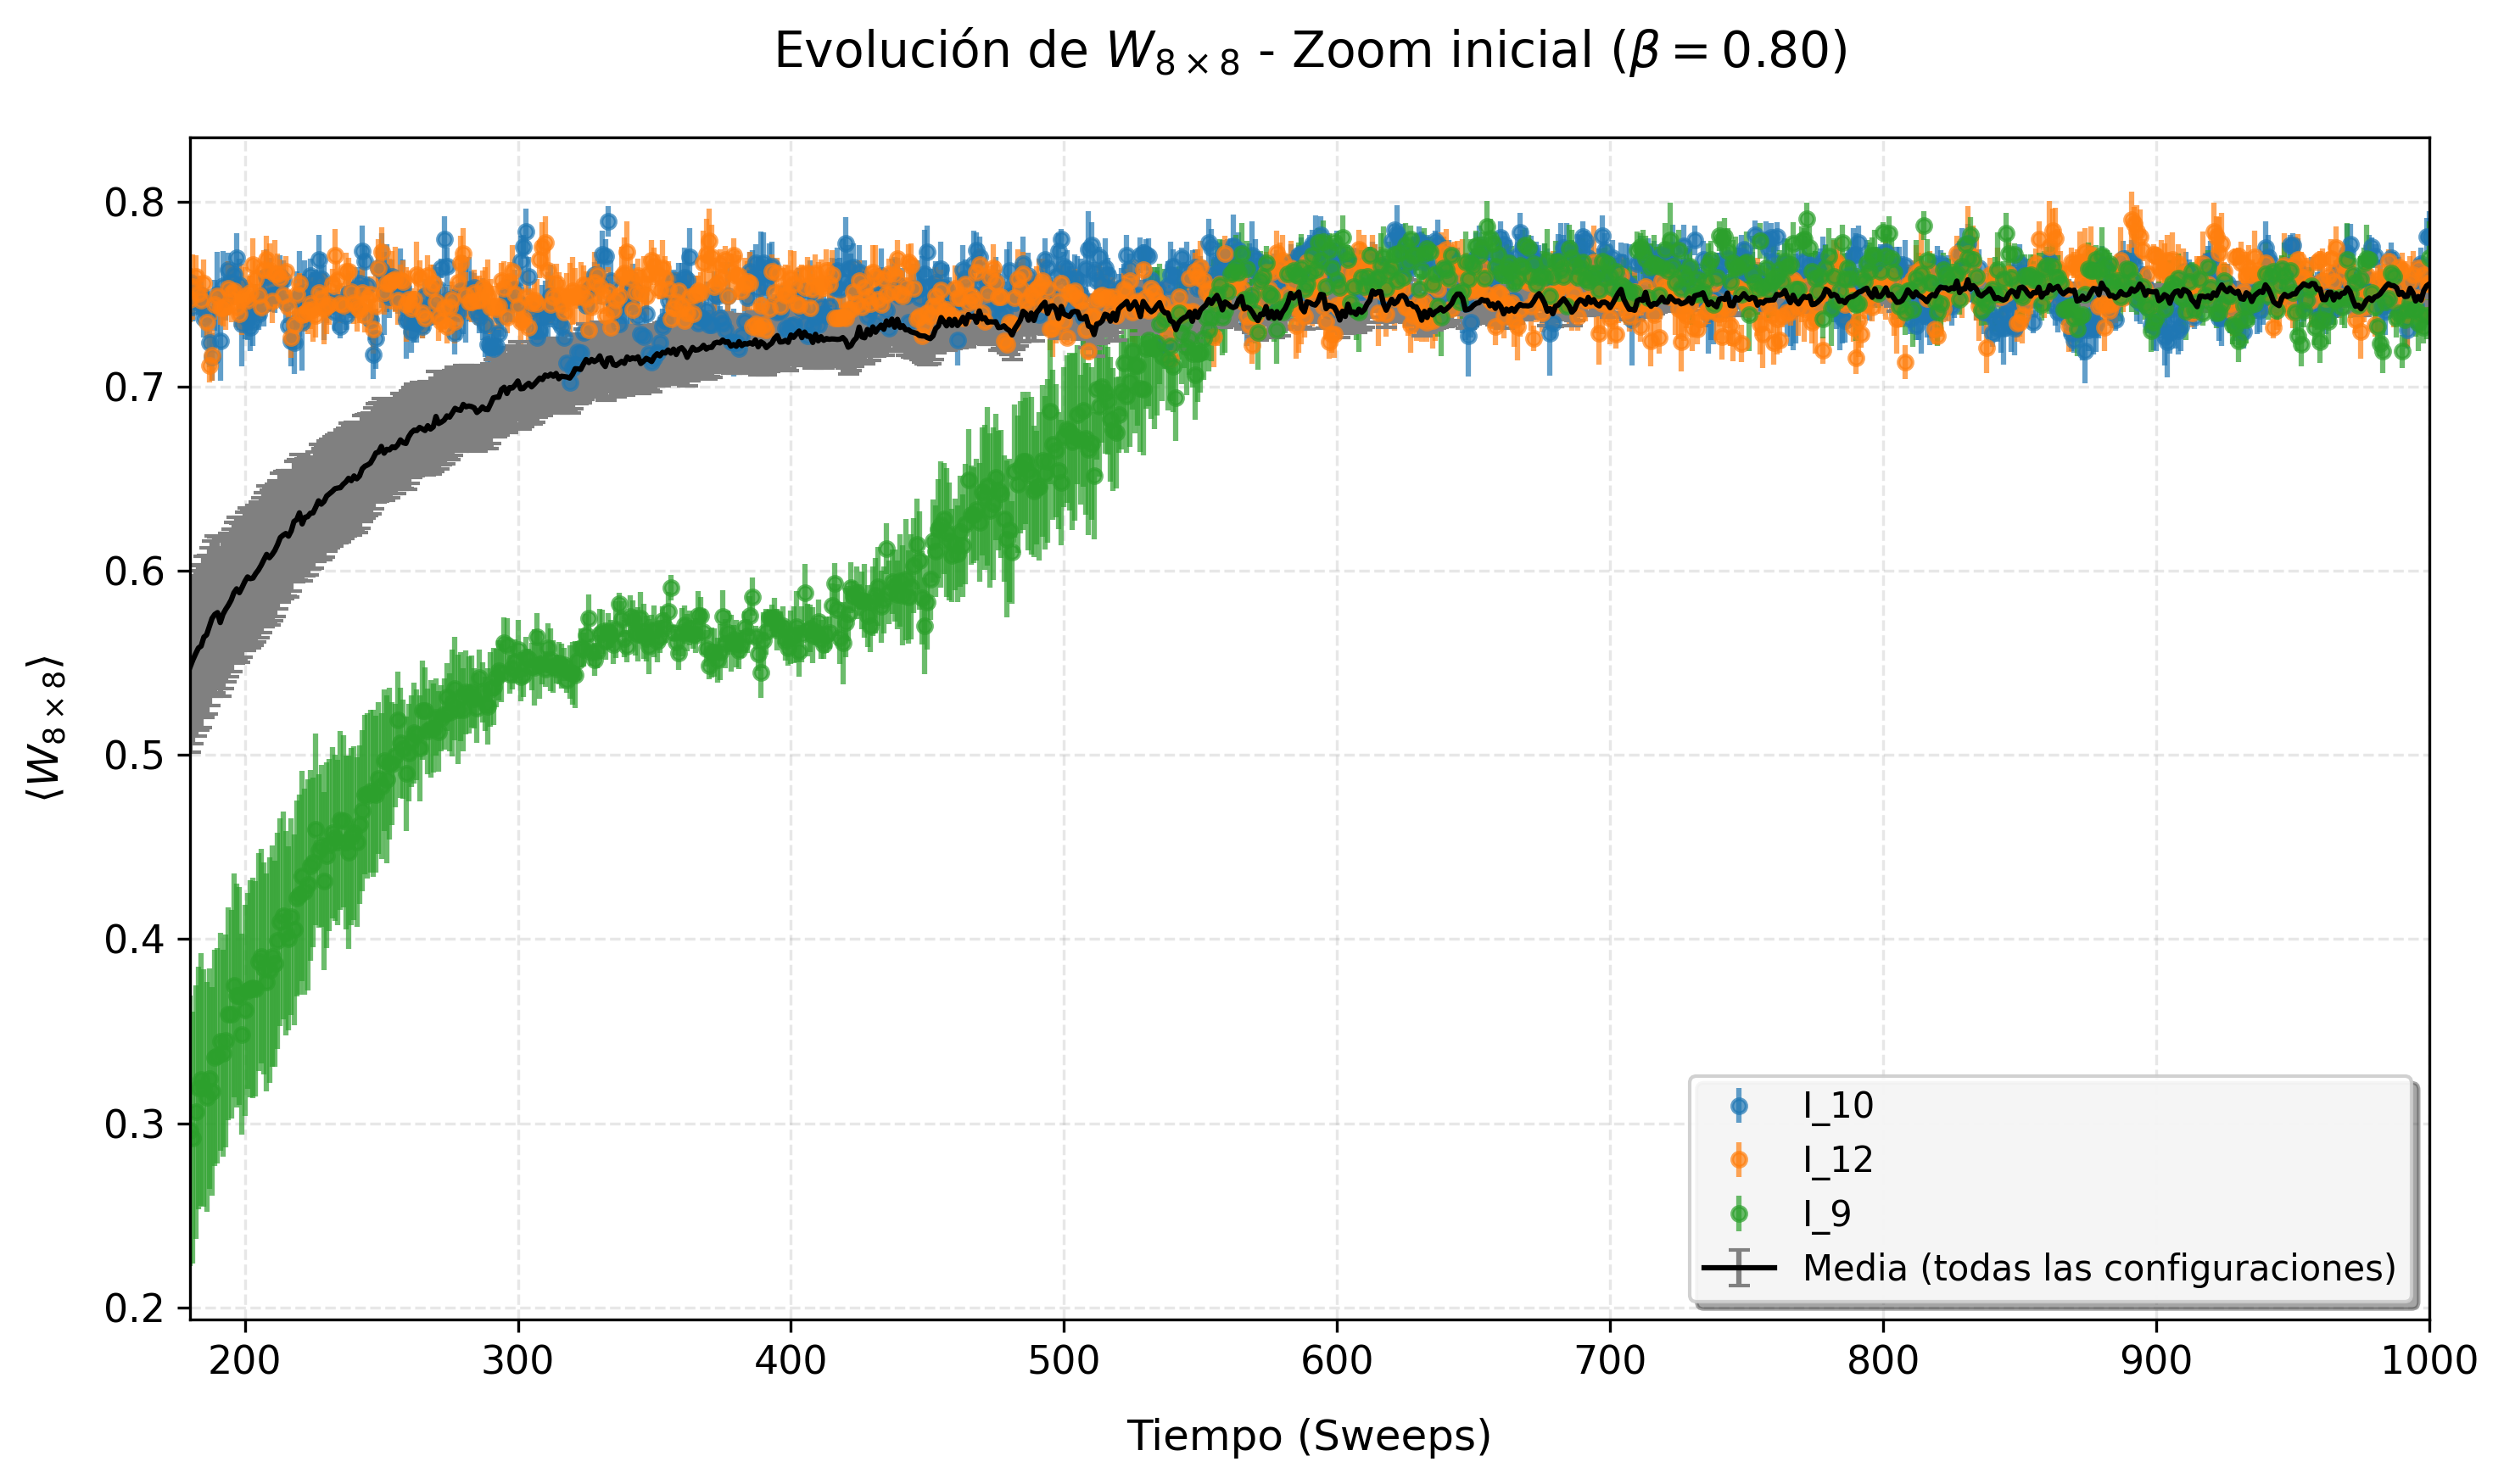 Evolución de W8×8 - Zoom inicial (β = 0.80)
⟨W8×8⟩
0.8
0.7
0.6
0.5
0.4
0.3
0.2
200 300 400 500 600 700 800 900 1000
Tiempo (Sweeps)
I_10
I_12
I_9
Media (todas las configuraciones)